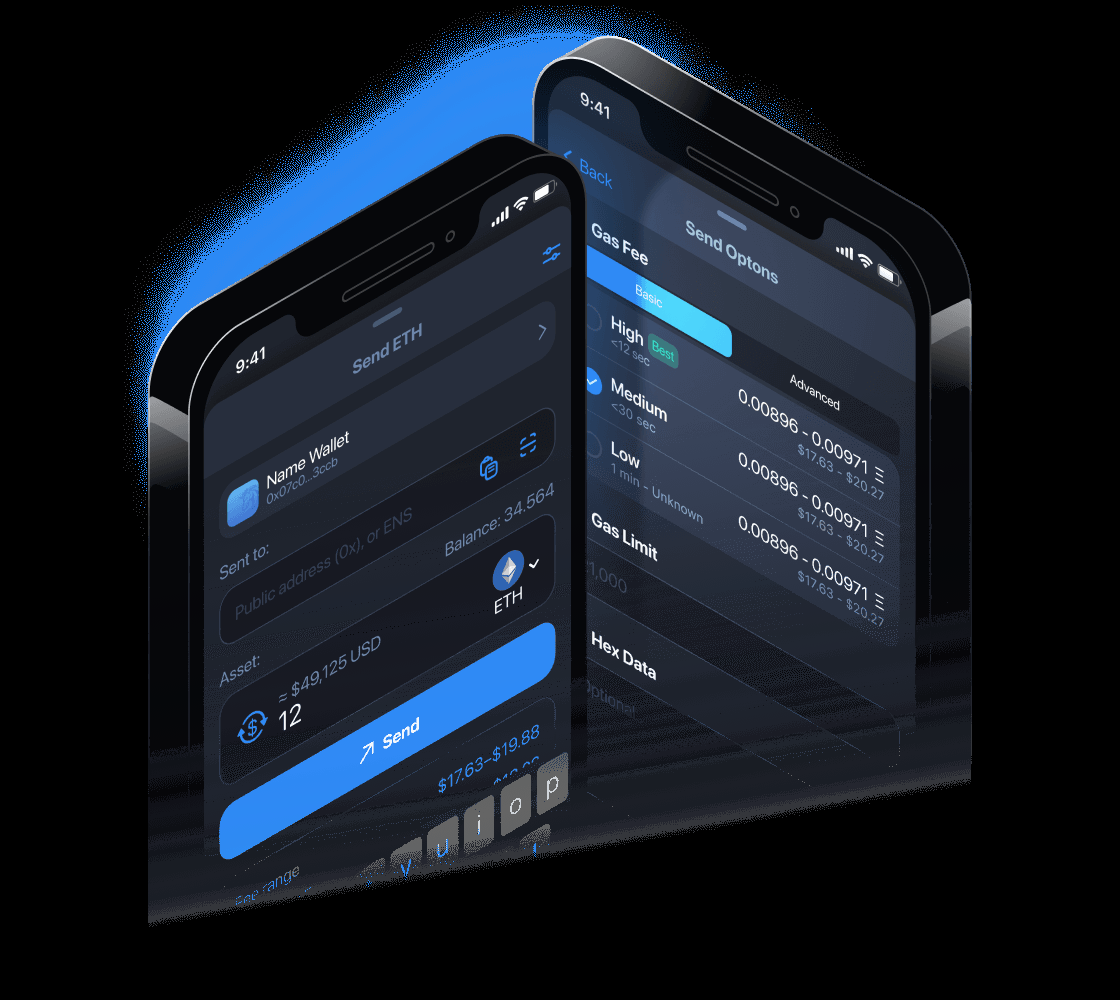 9:41
Send ETH
Name Wallet
0x07c0...3ccb
Sent to:
Public address (0x), or ENS
Balance: 34.564
Asset:
ETH
= $49,125 USD
12
Send
$17.63-$19.88
Fee range
y u i o p
9:41
Back
Send Optons
Gas Fee
Basic
Advanced
High Best
<12 sec
0.00896 - 0.00971
$17.63 - $20.27
Medium
<30 sec
0.00896 - 0.00971
$17.63 - $20.27
Low
1 min - Unknown
0.00896 - 0.00971
$17.63 - $20.27
Gas Limit
1,000
Hex Data
Optional